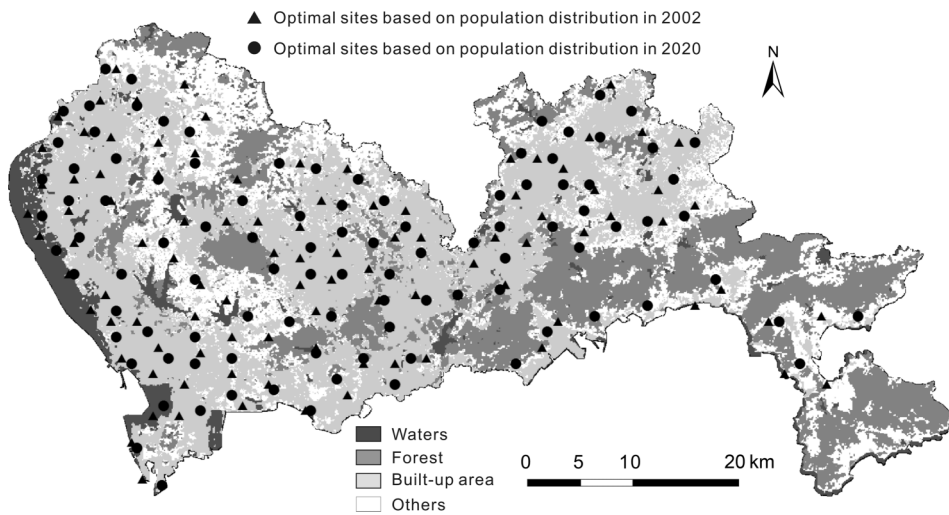 Optimal sites based on population distribution in 2002
Optimal sites based on population distribution in 2020
N
Waters
Forest
Built-up area
Others
0 5 10 20 km